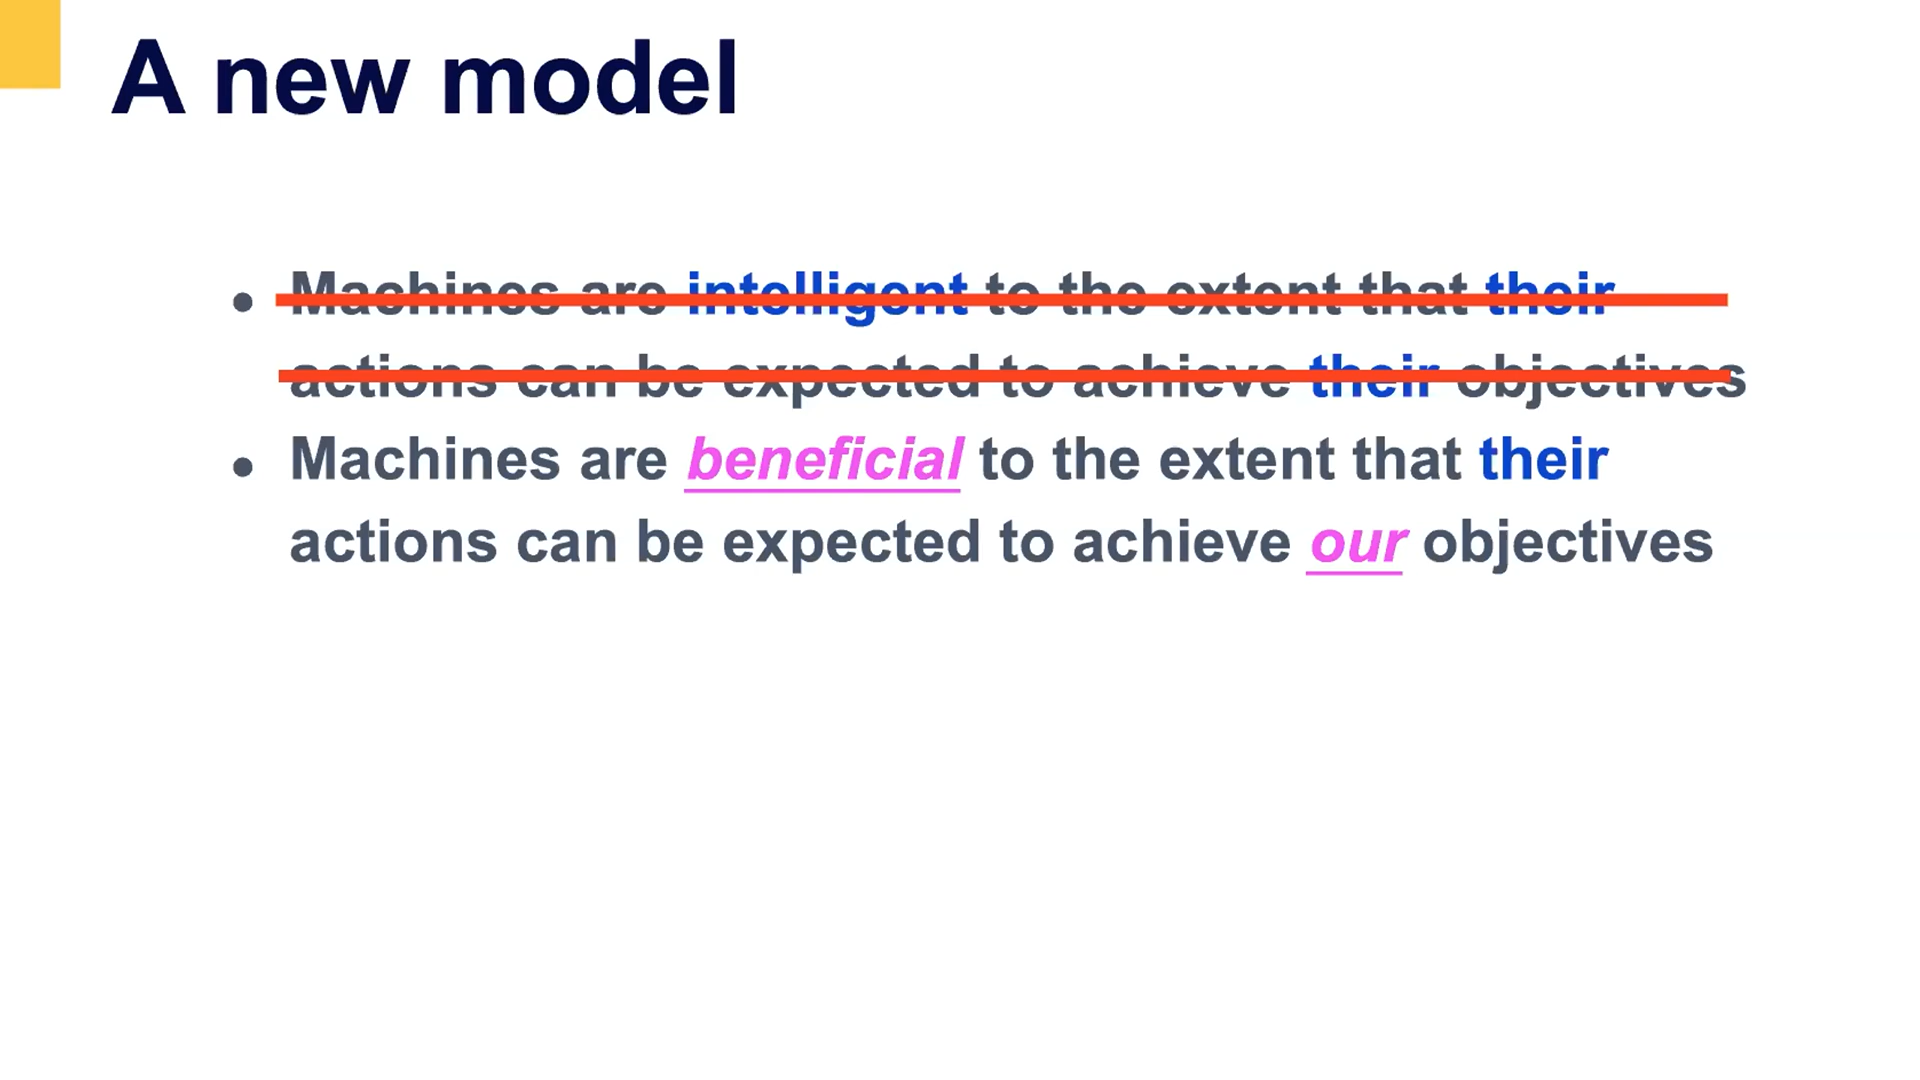 A new model
• Machines are intelligent to the extent that their
actions can be expected to achieve their objectives
• Machines are beneficial to the extent that their
actions can be expected to achieve our objectives